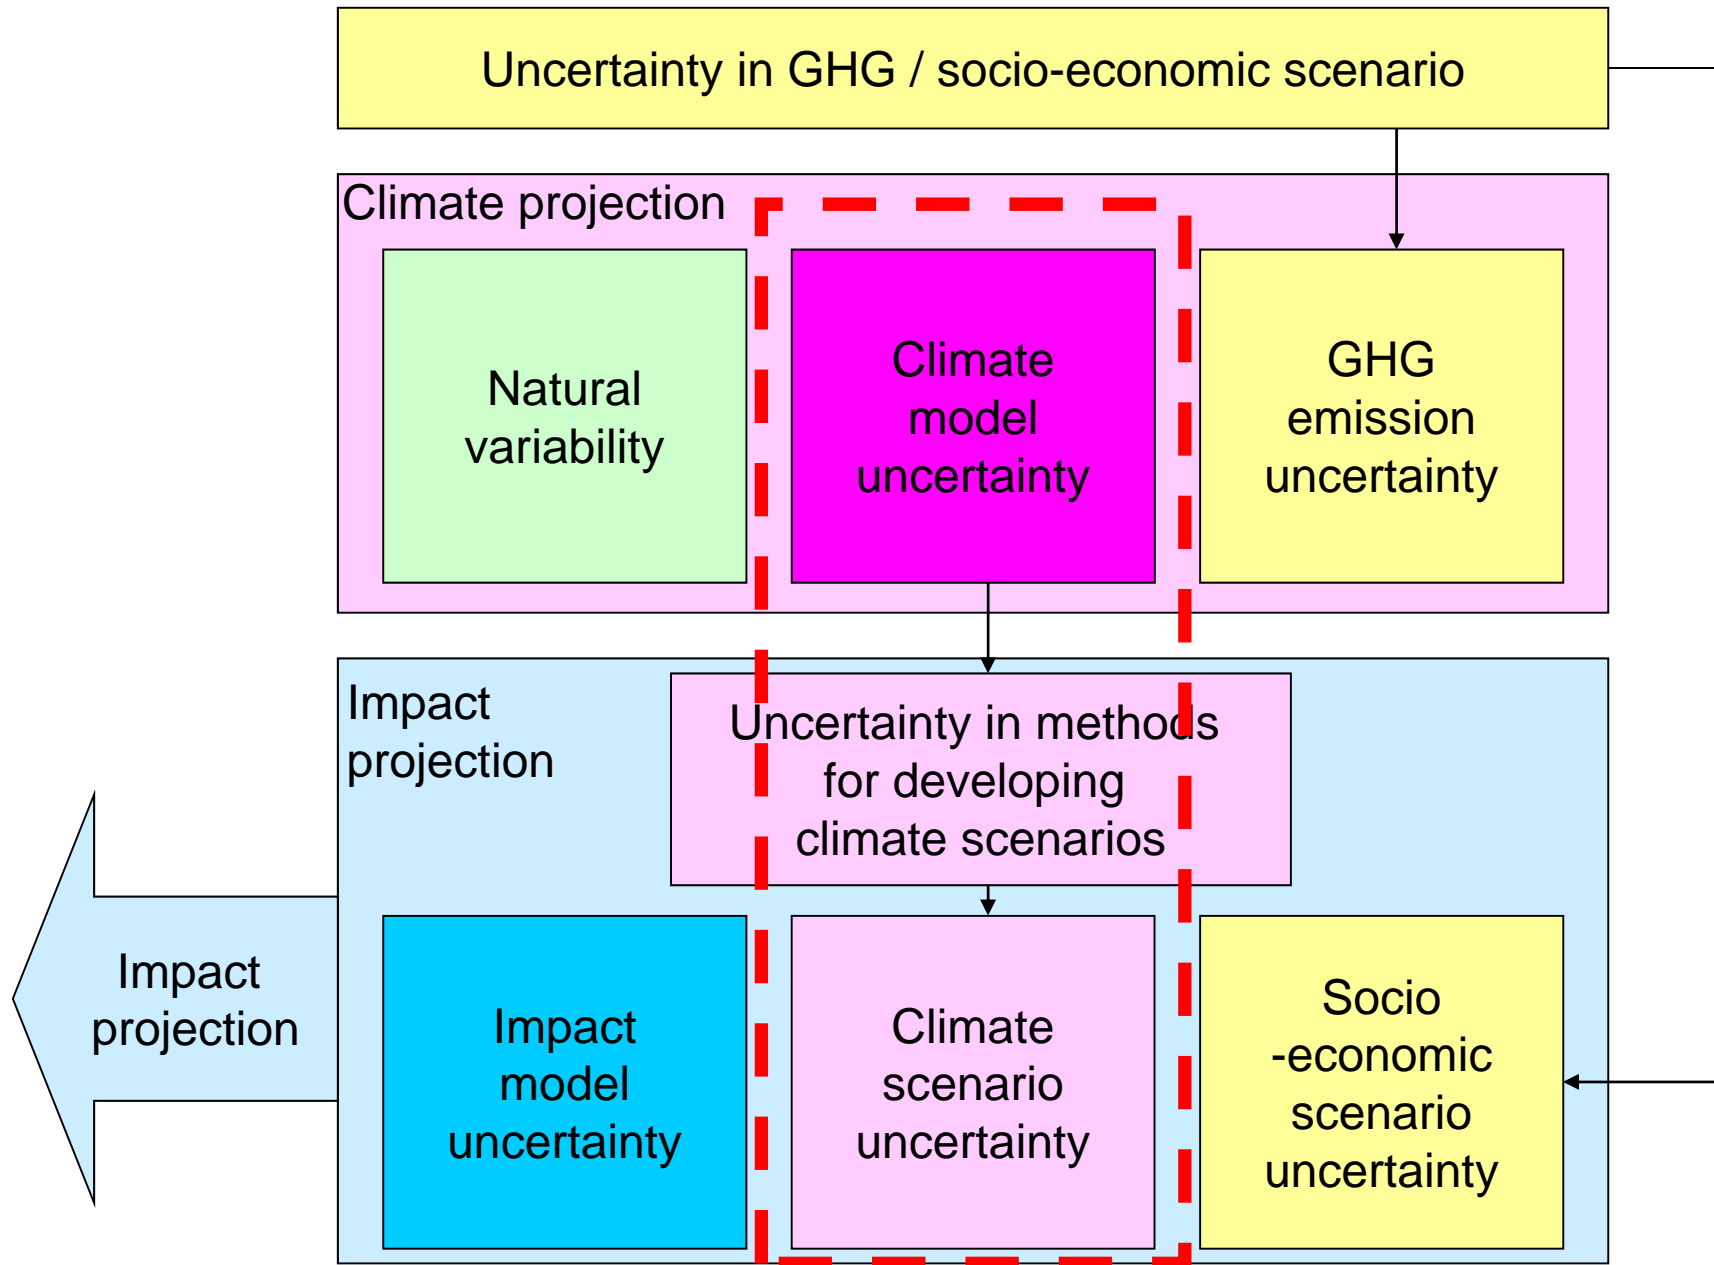 Uncertainty in GHG / socio-economic scenario
Climate projection
Natural
variability
Climate
model
uncertainty
GHG
emission
uncertainty
Impact
projection
Uncertainty in methods
for developing
climate scenarios
Impact
projection
Impact
model
uncertainty
Climate
scenario
uncertainty
Socio
-economic
scenario
uncertainty